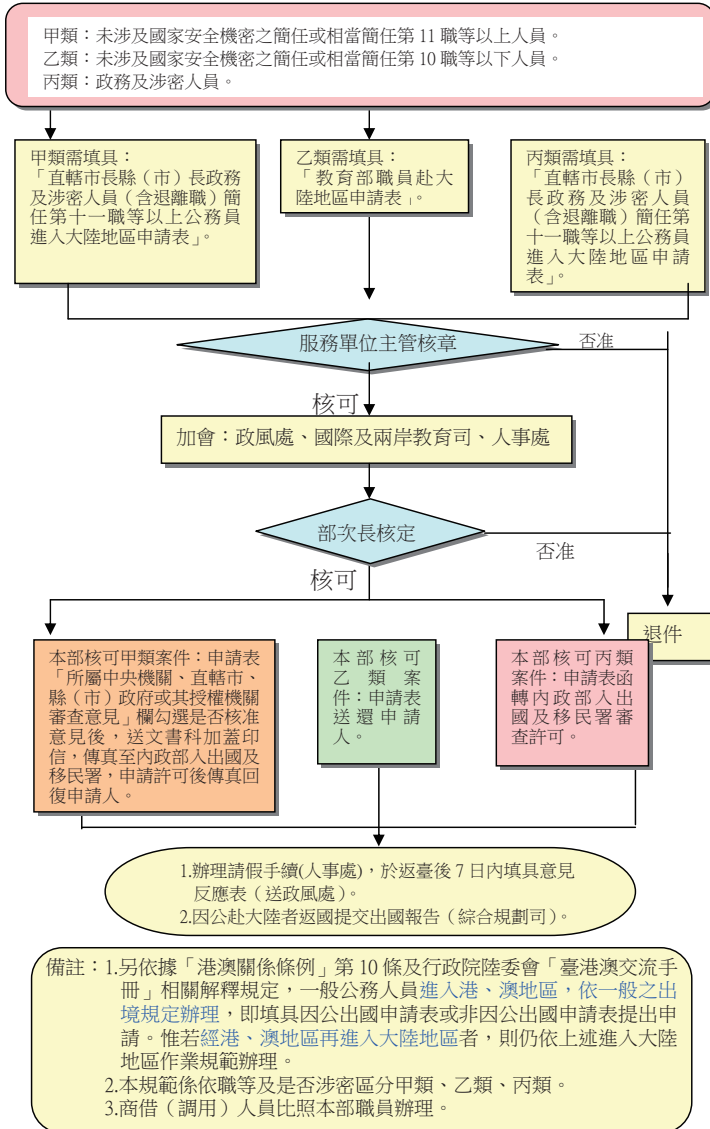 甲類：未涉及國家安全機密之簡任或相當簡任第 11 職等以上人員。
乙類：未涉及國家安全機密之簡任或相當簡任第 10 職等以下人員。
丙類：政務及涉密人員。
甲類需填具：
「直轄市長縣（市）長政務
及涉密人員（含退離職）簡
任第十一職等以上公務員
進入大陸地區申請表」。
乙類需填具：
「教育部職員赴大
陸地區申請表」。
丙類需填具：
「直轄市長縣（市）
長政務及涉密人員
（含退離職）簡任第
十一職等以上公務員
進入大陸地區申請
表」。
服務單位主管核章
否准
核可
加會：政風處、國際及兩岸教育司、人事處
部次長核定
否准
核可
退件
本部核可甲類案件：申請表
「所屬中央機關、直轄市、
縣（市）政府或其授權機關
審查意見」欄勾選是否核准
意見後，送文書科加蓋印
信，傳真至內政部入出國及
移民署，申請許可後傳真回
復申請人。
本部核可
乙類案
件：申請表
送還申請
人。
本部核可丙類
案件：申請表函
轉內政部入出
國及移民署審
查許可。
1.辦理請假手續(人事處)，於返臺後 7 日內填具意見
反應表（送政風處）。
2.因公赴大陸者返國提交出國報告（綜合規劃司）。
備註：1.另依據「港澳關係條例」第 10 條及行政院陸委會「臺港澳交流手
冊」相關解釋規定，一般公務人員進入港、澳地區，依一般之出
境規定辦理，即填具因公出國申請表或非因公出國申請表提出申
請。惟若經港、澳地區再進入大陸地區者，則仍依上述進入大陸
地區作業規範辦理。
2.本規範係依職等及是否涉密區分甲類、乙類、丙類。
3.商借（調用）人員比照本部職員辦理。